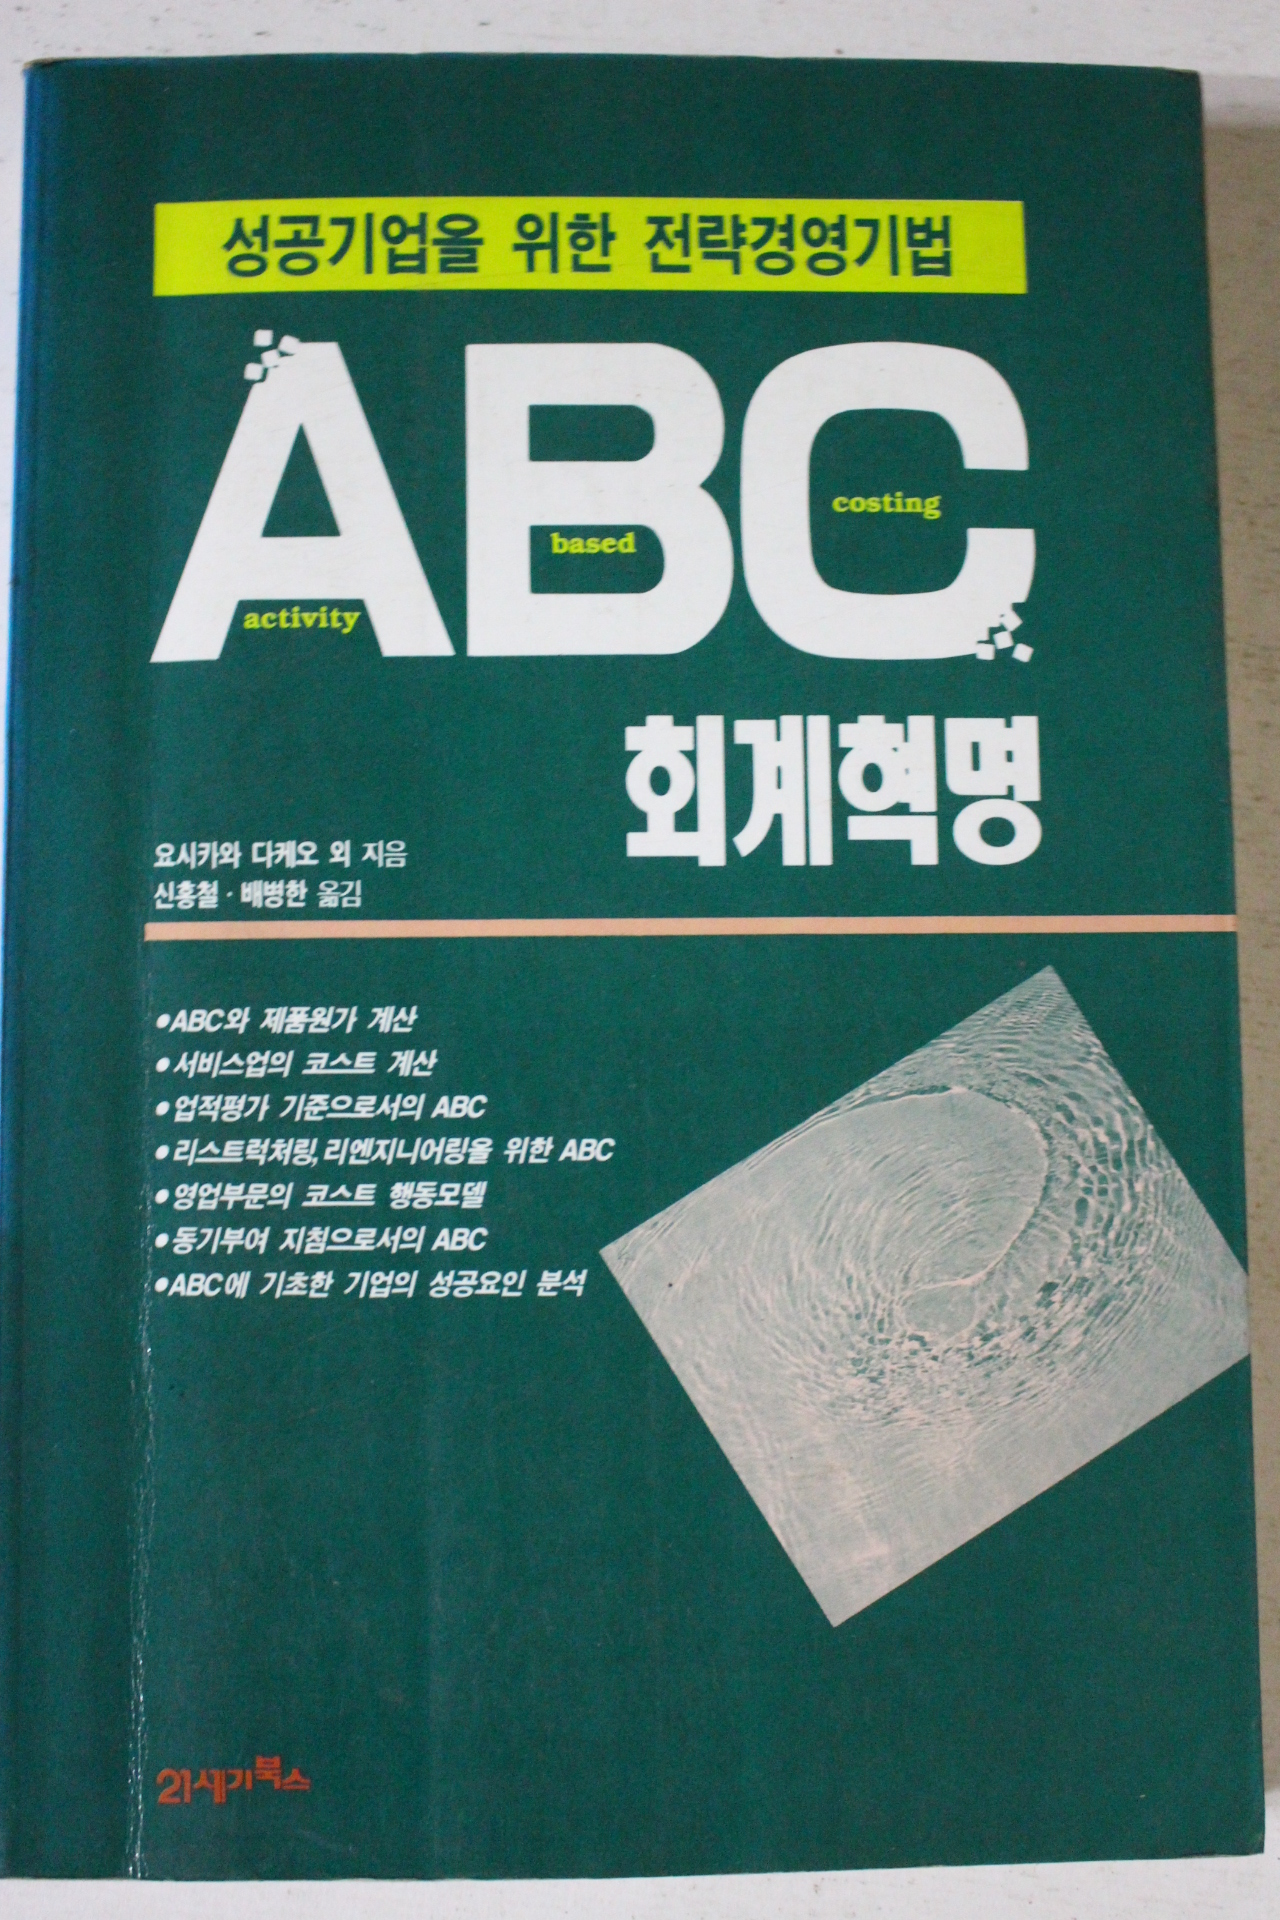 성공기업을 위한 전략경영기법
ABC
costing
based
activity
회계혁명
요시카와 다케오 외 지음
신홍철 · 배병한 옮김
•ABC와 제품원가 계산
•서비스업의 코스트 계산
•업적평가 기준으로서의 ABC
•리스트럭처링, 리엔지니어링을 위한 ABC
•영업부문의 코스트 행동모델
•동기부여 지침으로서의 ABC
•ABC에 기초한 기업의 성공요인 분석
21세기북스